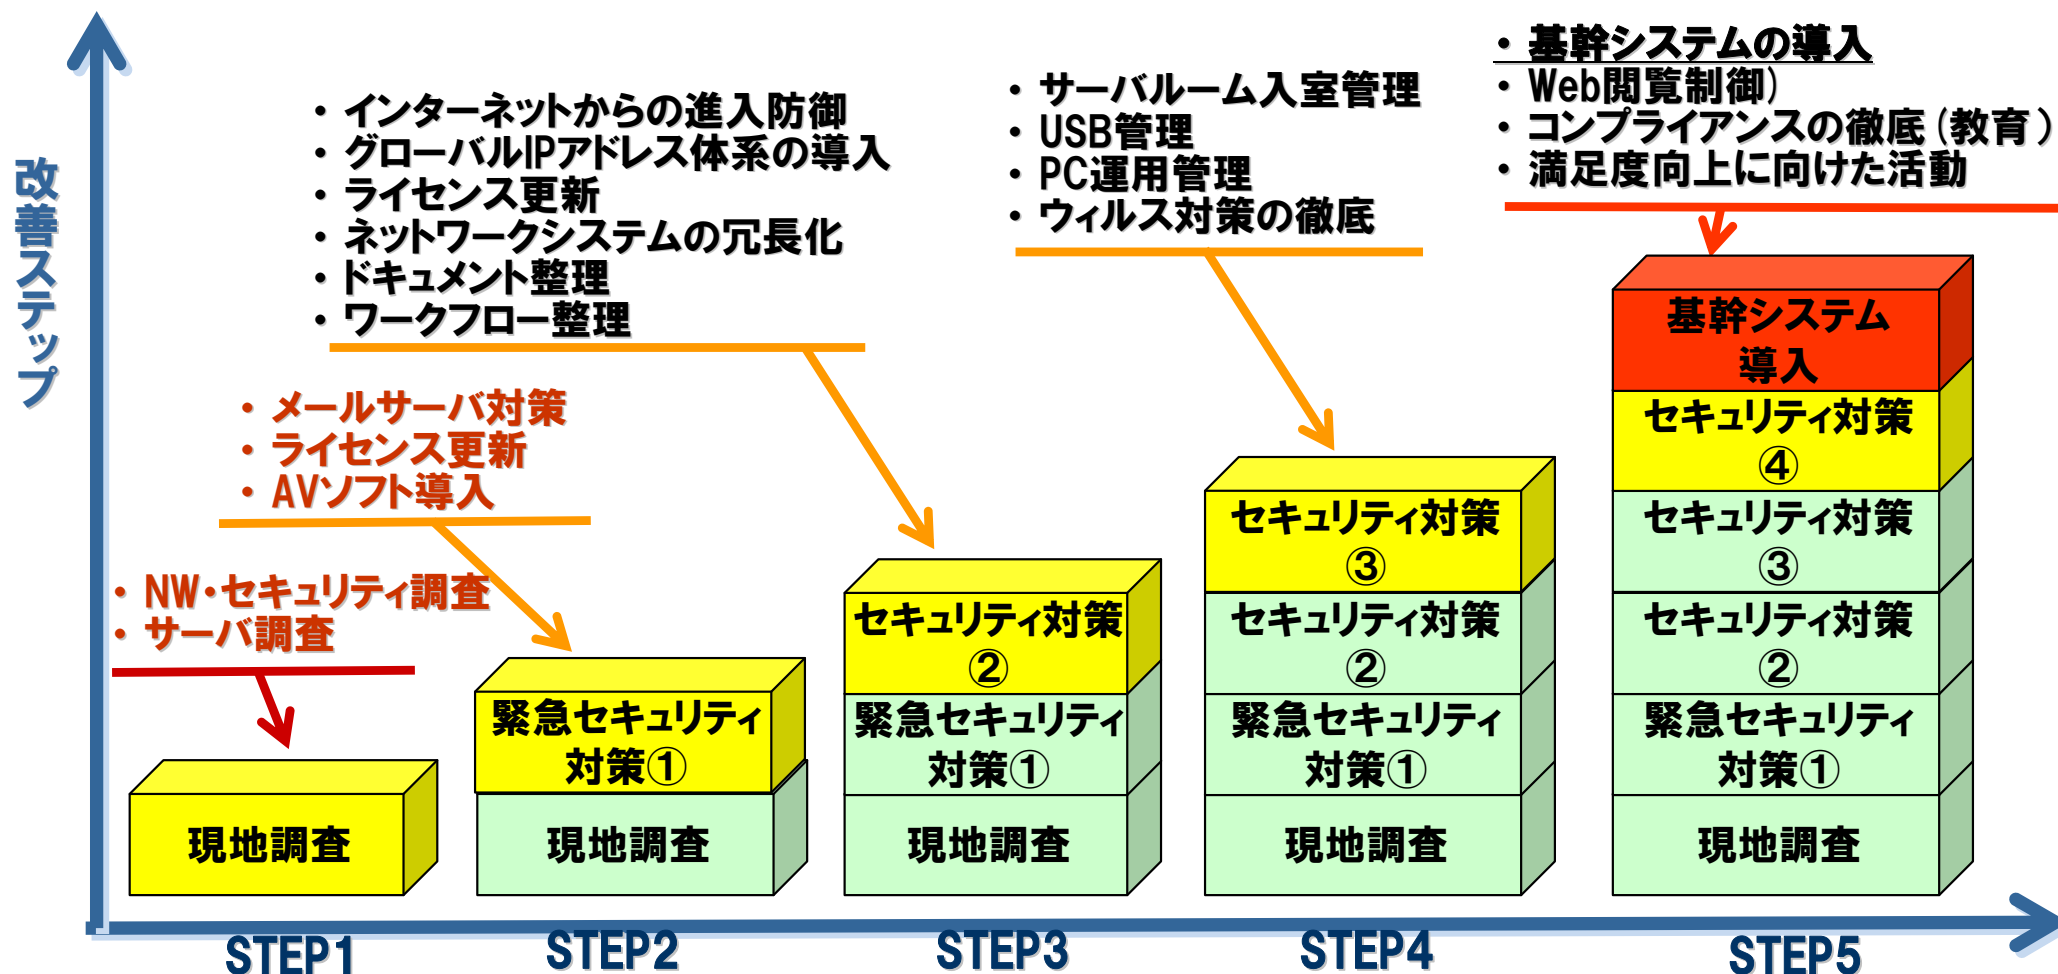 改善ステップ
・NW・セキュリティ調査
・サーバ調査
・メールサーバ対策
・ライセンス更新
・AVソフト導入
・インターネットからの進入防御
・グローバルIPアドレス体系の導入
・ライセンス更新
・ネットワークシステムの冗長化
・ドキュメント整理
・ワークフロー整理
・サーバルーム入室管理
・USB管理
・PC運用管理
・ウィルス対策の徹底
・基幹システムの導入
・Web閲覧制御)
・コンプライアンスの徹底(教育)
・満足度向上に向けた活動
現地調査
緊急セキュリティ
対策①
現地調査
セキュリティ対策
②
緊急セキュリティ
対策①
現地調査
セキュリティ対策
③
セキュリティ対策
②
緊急セキュリティ
対策①
現地調査
基幹システム
導入
セキュリティ対策
④
セキュリティ対策
③
セキュリティ対策
②
緊急セキュリティ
対策①
現地調査
STEP1
STEP2
STEP3
STEP4
STEP5